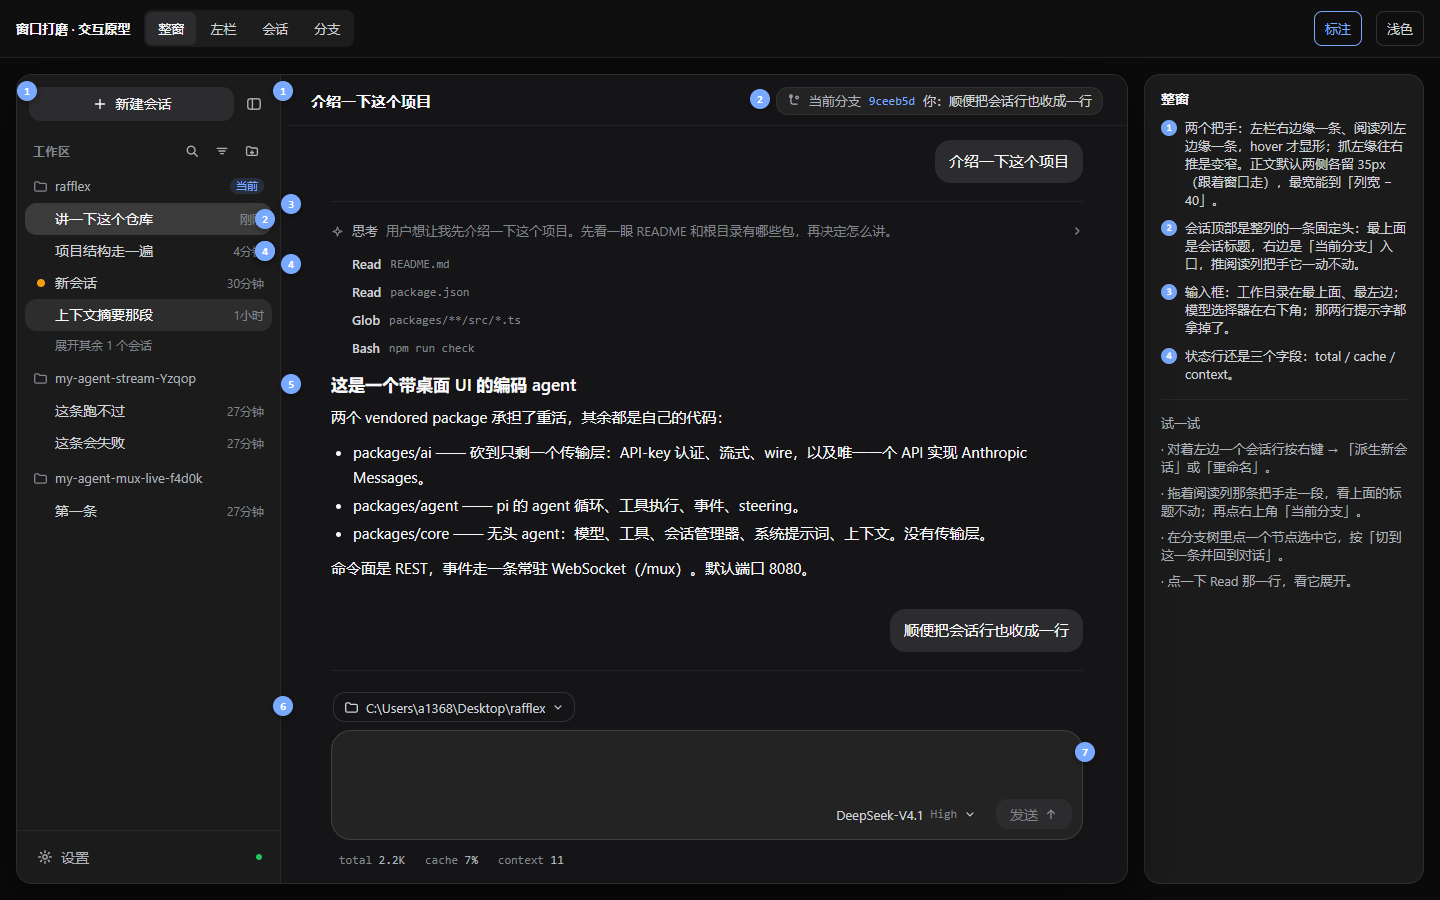 窗口打磨 · 交互原型
整窗
左栏
会话
分支
标注
浅色
1
+ 新建会话
工作区
rafflex
当前
讲一下这个仓库
刚
2
项目结构走一遍
4分
4
新会话
30分钟
上下文摘要那段
1小时
展开其余 1 个会话
my-agent-stream-Yzqop
这条跑不过
27分钟
这条会失败
27分钟
my-agent-mux-live-f4d0k
第一条
27分钟
设置
1
介绍一下这个项目
2
当前分支 9ceeb5d 你：顺便把会话行也收成一行
介绍一下这个项目
3
思考 用户想让我先介绍一下这个项目。先看一眼 README 和根目录有哪些包，再决定怎么讲。
4
Read README.md
Read package.json
Glob packages/**/src/*.ts
Bash npm run check
5
这是一个带桌面 UI 的编码 agent
两个 vendored package 承担了重活，其余都是自己的代码：
• packages/ai —— 砍到只剩一个传输层：API-key 认证、流式、wire，以及唯一一个 API 实现 Anthropic
Messages。
• packages/agent —— pi 的 agent 循环、工具执行、事件、steering。
• packages/core —— 无头 agent：模型、工具、会话管理器、系统提示词、上下文。没有传输层。
命令面是 REST，事件走一条常驻 WebSocket（/mux）。默认端口 8080。
顺便把会话行也收成一行
6
C:\Users\a1368\Desktop\rafflex
7
DeepSeek-V4.1 High
发送 ↑
total 2.2K cache 7% context 11
整窗
1 两个把手：左栏右边缘一条、阅读列左
边缘一条，hover 才显形；抓左缘往右
推是变窄。正文默认两侧各留 35px
（跟着窗口走），最宽能到「列宽 −
40」。
2 会话顶部是整列的一条固定头：最上面
是会话标题，右边是「当前分支」入
口，推阅读列把手它一动不动。
3 输入框：工作目录在最上面、最左边；
模型选择器在右下角；那两行提示字都
拿掉了。
4 状态行还是三个字段：total / cache /
context。
试一试
· 对着左边一个会话行按右键 → 「派生新会
话」或「重命名」。
· 拖着阅读列那条把手走一段，看上面的标
题不动；再点右上角「当前分支」。
· 在分支树里点一个节点选中它，按「切到
这一条并回到对话」。
· 点一下 Read 那一行，看它展开。